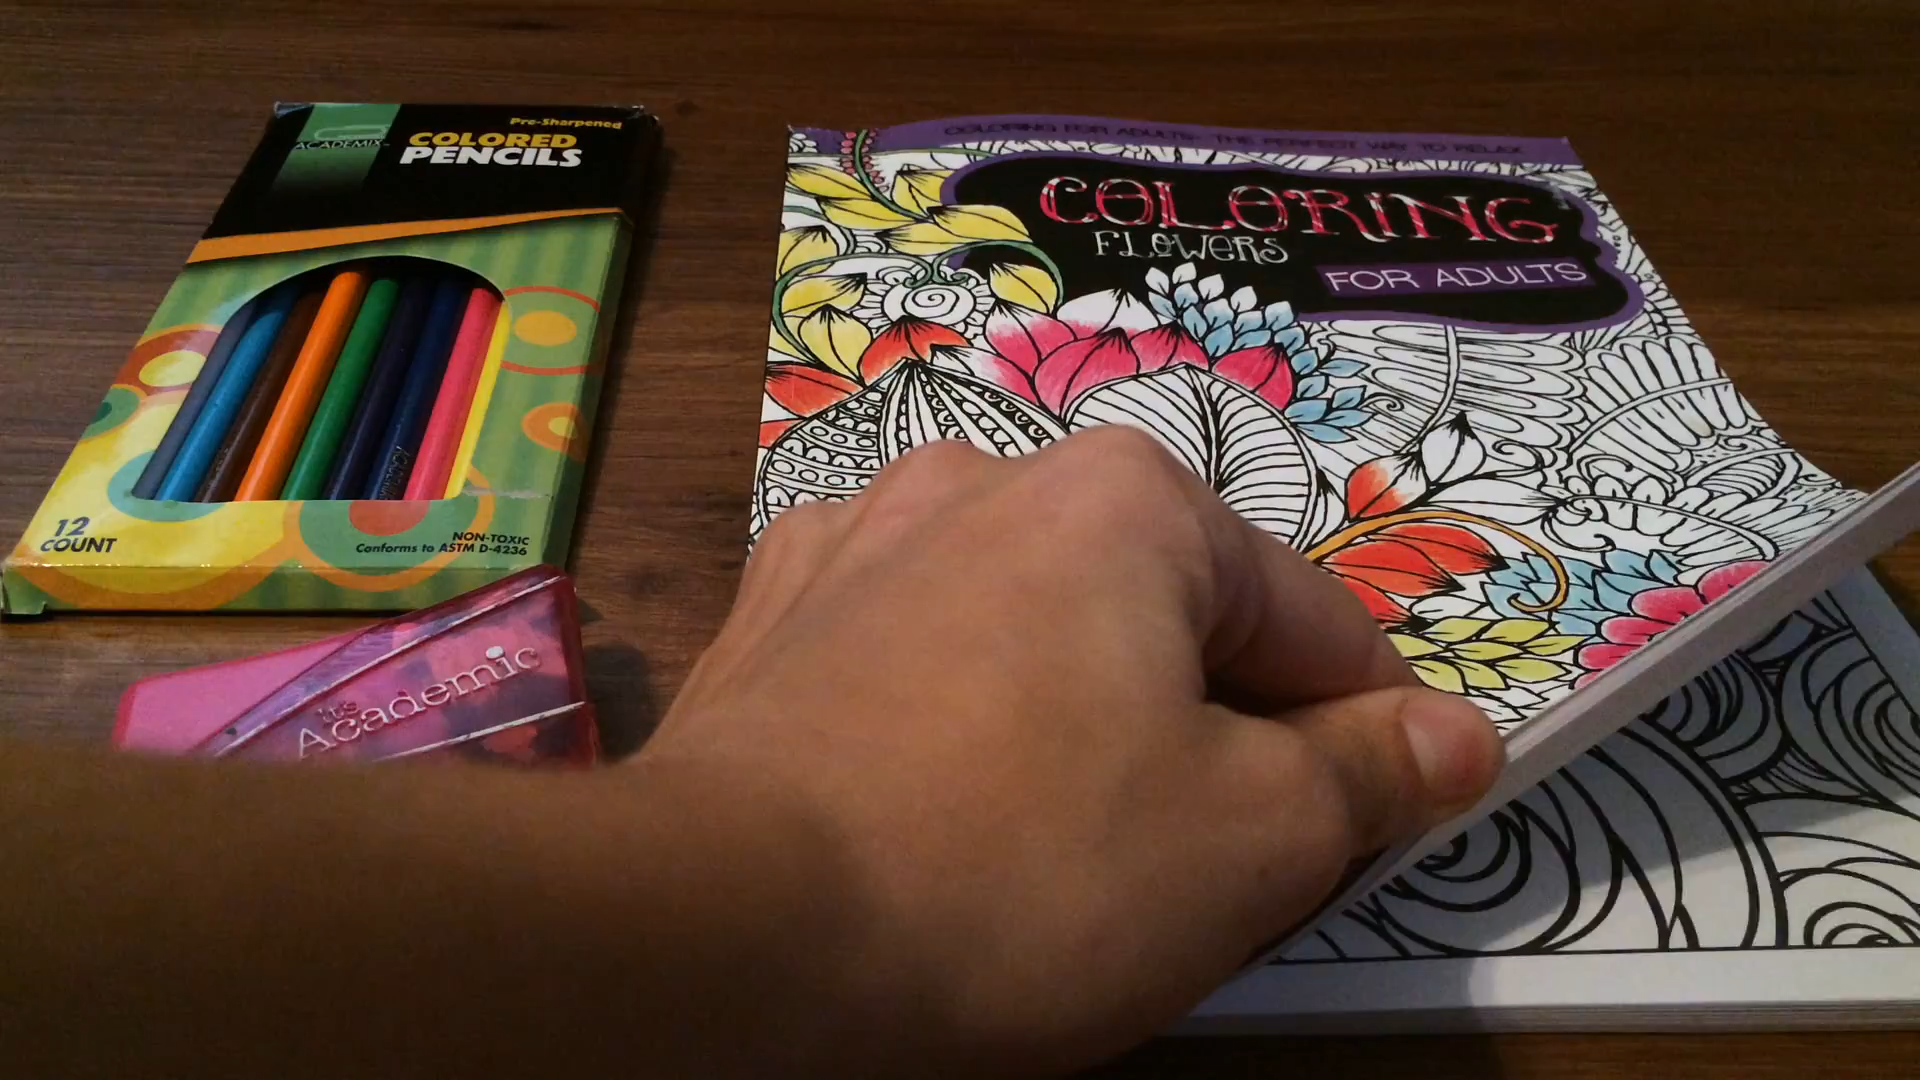 Pre-Sharpened
ACADEMIX
COLORED
PENCILS
12
COUNT
NON-TOXIC
Conforms to ASTM D-4236
It's
Academic
COLORING FOR ADULTS- THE PERFECT WAY TO RELAX
COLORING
FLOWERS
FOR ADULTS